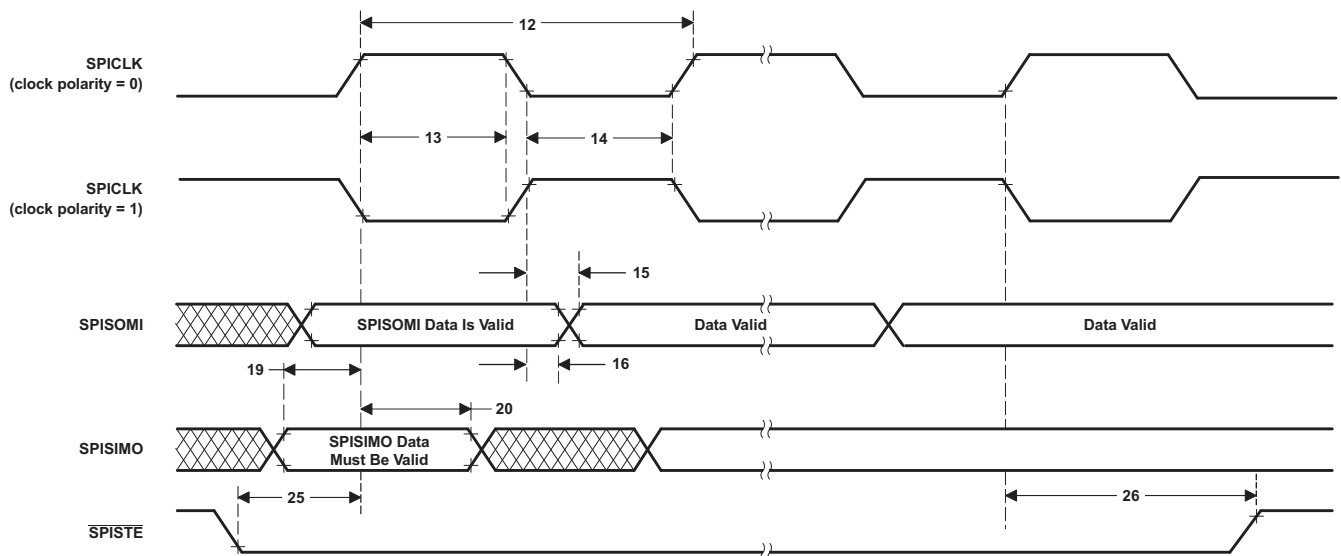 12
SPICLK
(clock polarity = 0)
13
14
SPICLK
(clock polarity = 1)
15
SPISOMI
SPISOMI Data Is Valid
Data Valid
Data Valid
16
19
20
SPISIMO
SPISIMO Data
Must Be Valid
25
26
SPISTE